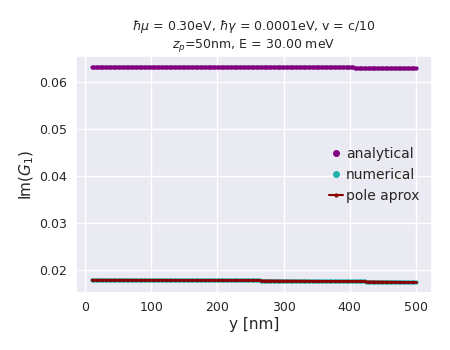 ħμ = 0.30eV, ħγ = 0.0001eV, v = c/10
z_p=50nm, E = 30.00 meV
0.06
0.05
0.04
0.03
0.02
Im(G₁)
analytical
numerical
pole aprox
0 100 200 300 400 500
y [nm]